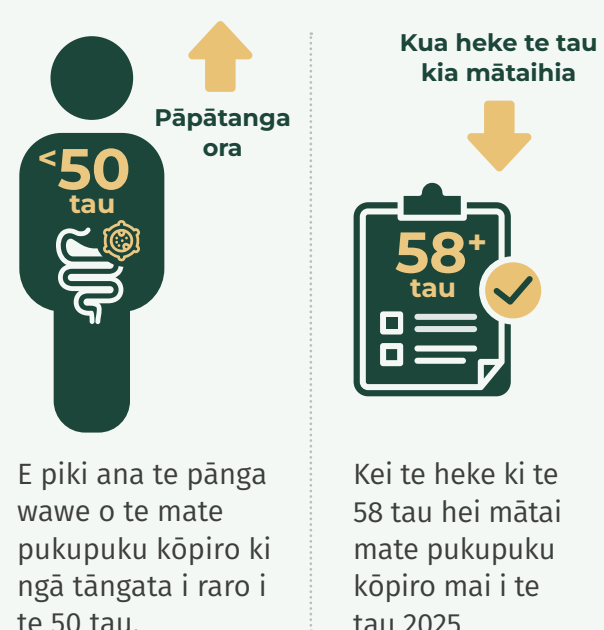 Pāpātanga
ora
<50
tau
E piki ana te pānga
wawe o te mate
pukupuku kōpiro ki
ngā tāngata i raro i
te 50 tau.
Kua heke te tau
kia mātaihia
58+
tau
Kei te heke ki te
58 tau hei mātai
mate pukupuku
kōpiro mai i te
tau 2025